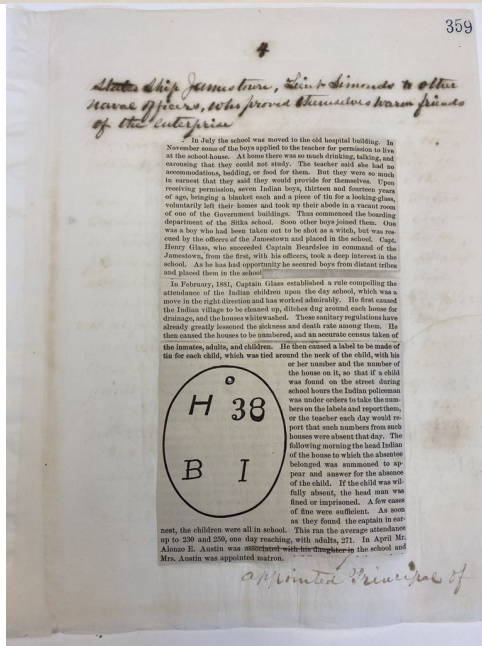 359
4
States Ship Jamestown, Lieut Simonds & other
naval officers, who proved themselves warm friends
of the enterprise
In July the school was moved to the old hospital building. In
November some of the boys applied to the teacher for permission to live
at the school-house. At home there was so much drinking, talking, and
carousing that they could not study. The teacher said she had no
accommodations, bedding, or food for them. But they were so much
in earnest that they said they would provide for themselves. Upon
receiving permission, seven Indian boys, thirteen and fourteen years
of age, bringing a blanket each and a piece of tin for a looking-glass,
voluntarily left their homes and took up their abode in a vacant room
of one of the Government buildings. Thus commenced the boarding
department of the Sitka school. Soon other boys joined them. One
was a boy who had been taken out to be shot as a witch, but was res-
cued by the officers of the Jamestown and placed in the school. Capt.
Henry Glass, who succeeded Captain Beardslee in command of the
Jamestown, from the first, with his officers, took a deep interest in the
school. As he has had opportunity he secured boys from distant tribes
and placed them in the school
In February, 1881, Captain Glass established a rule compelling the
attendance of the Indian children upon the day school, which was a
move in the right direction and has worked admirably. He first caused
the Indian village to be cleaned up, ditches dug around each house for
drainage, and the houses whitewashed. These sanitary regulations have
already greatly lessened the sickness and death rate among them. He
then caused the houses to be numbered, and an accurate census taken of
the inmates, adults, and children. He then caused a label to be made of
tin for each child, which was tied around the neck of the child, with his
or her number and the number of
the house on it, so that if a child
was found on the street during
school hours the Indian policeman
was under orders to take the num-
bers on the labels and report them,
or the teacher each day would re-
port that such numbers from such
houses were absent that day. The
following morning the head Indian
of the house to which the absentee
belonged was summoned to ap-
pear and answer for the absence
of the child. If the child was wil-
fully absent, the head man was
fined or imprisoned. A few cases
of fine were sufficient. As soon
as they found the captain in ear-
H 38
B I
nest, the children were all in school. This ran the average attendance
up to 230 and 250, one day reaching, with adults, 271. In April Mr.
Alonzo E. Austin was associated with his daughter in the school and
Mrs. Austin was appointed matron.
appointed Principal of